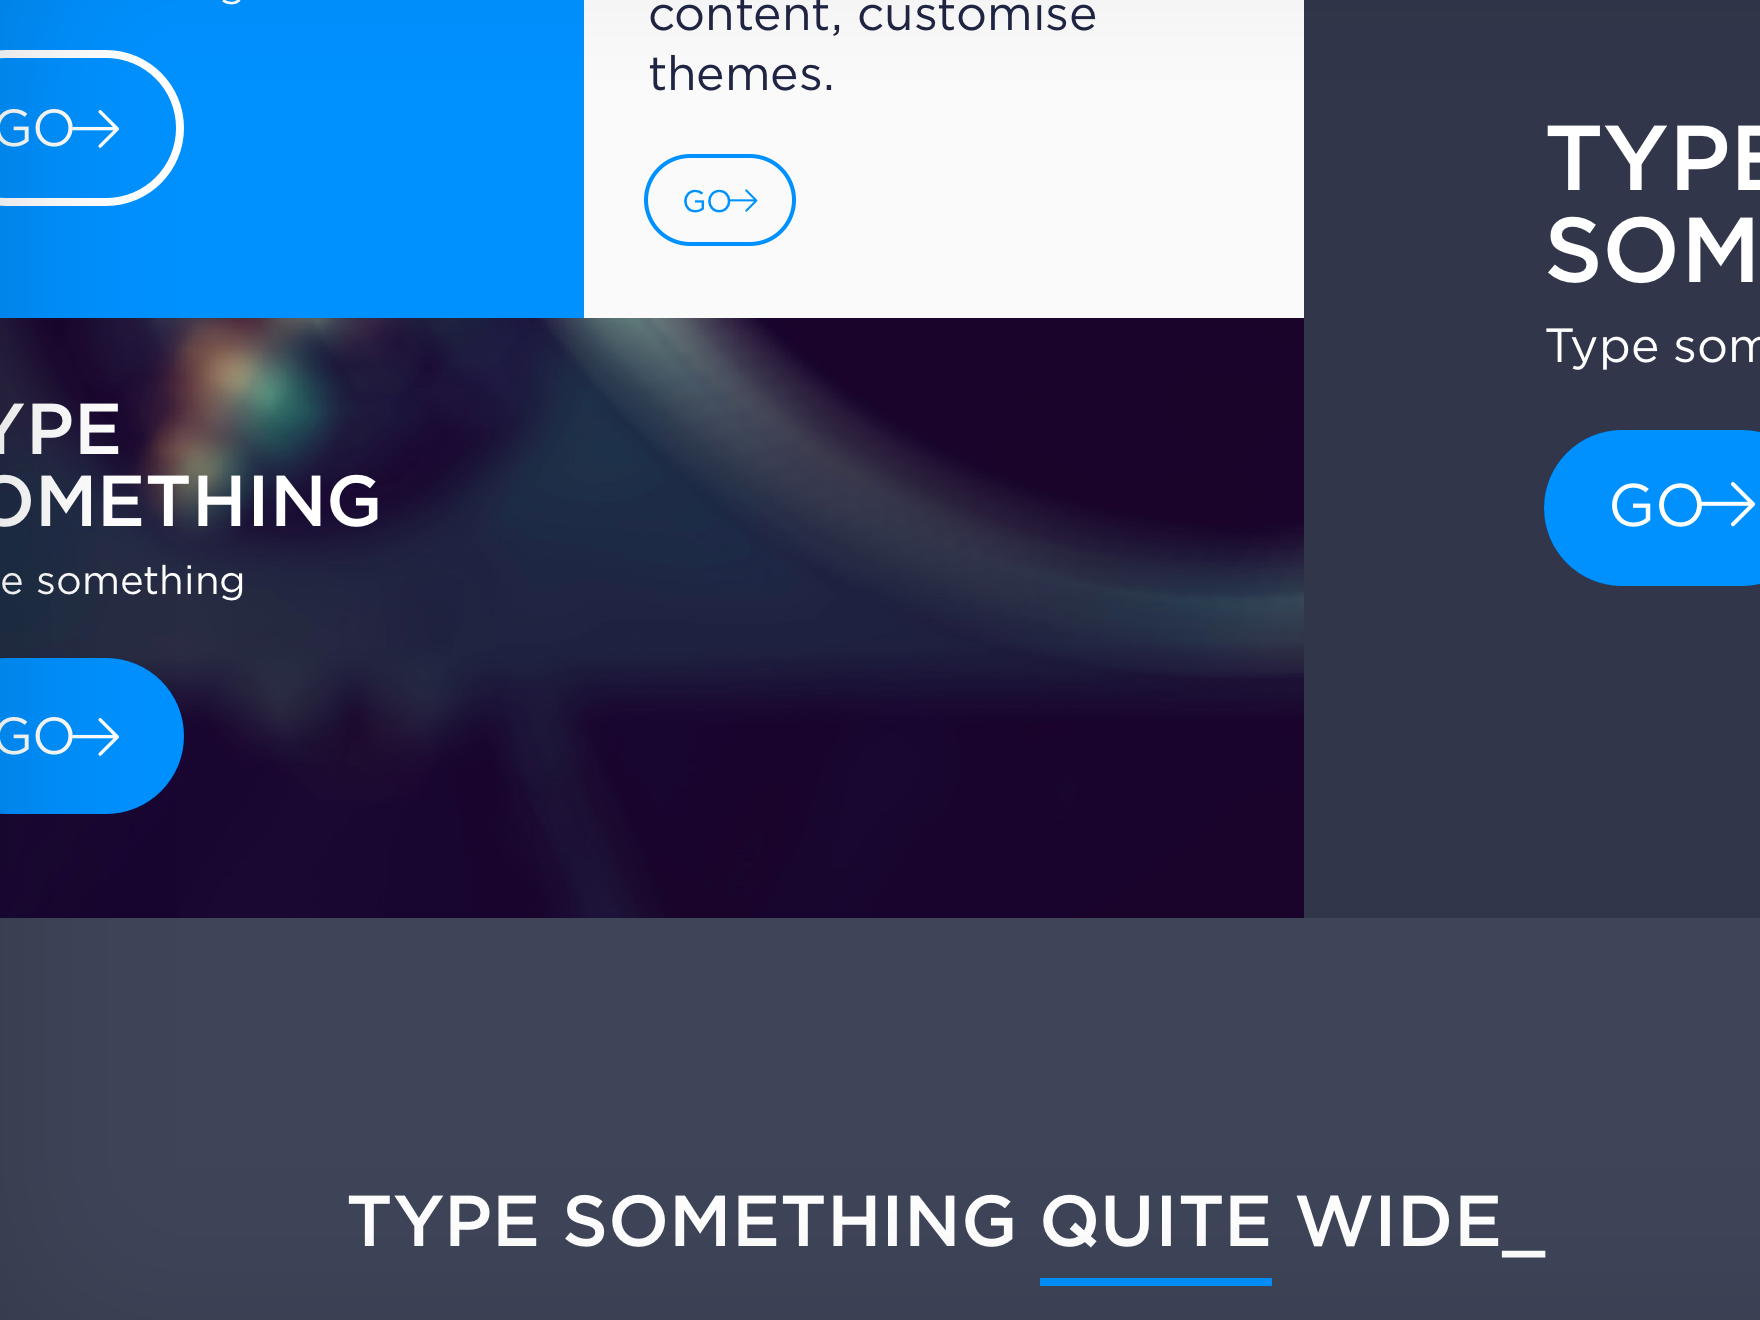 GO→
content, customise
themes.
GO→
YPE
OMETHING
e something
GO→
TYPE
SOM
Type som
GO→
TYPE SOMETHING QUITE WIDE_